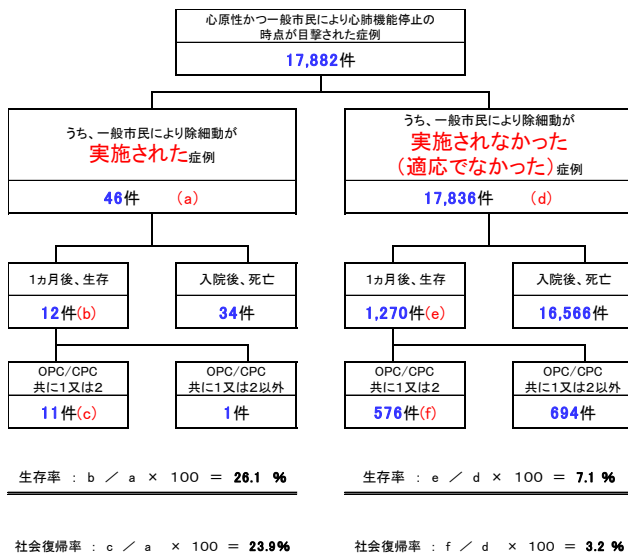 心原性かつ一般市民により心肺機能停止の
時点が目撃された症例
17,882件
うち、一般市民により除細動が
実施された症例
46件 (a)
うち、一般市民により除細動が
実施されなかった
(適応でなかった)症例
17,836件 (d)
1ヵ月後、生存
12件(b)
入院後、死亡
34件
1ヵ月後、生存
1,270件(e)
入院後、死亡
16,566件
OPC/CPC
共に1又は2
11件(c)
OPC/CPC
共に1又は2以外
1件
OPC/CPC
共に1又は2
576件(f)
OPC/CPC
共に1又は2以外
694件
生存率 : b / a × 100 = 26.1 %
生存率 : e / d × 100 = 7.1 %
社会復帰率 : c / a × 100 = 23.9%
社会復帰率 : f / d × 100 = 3.2 %